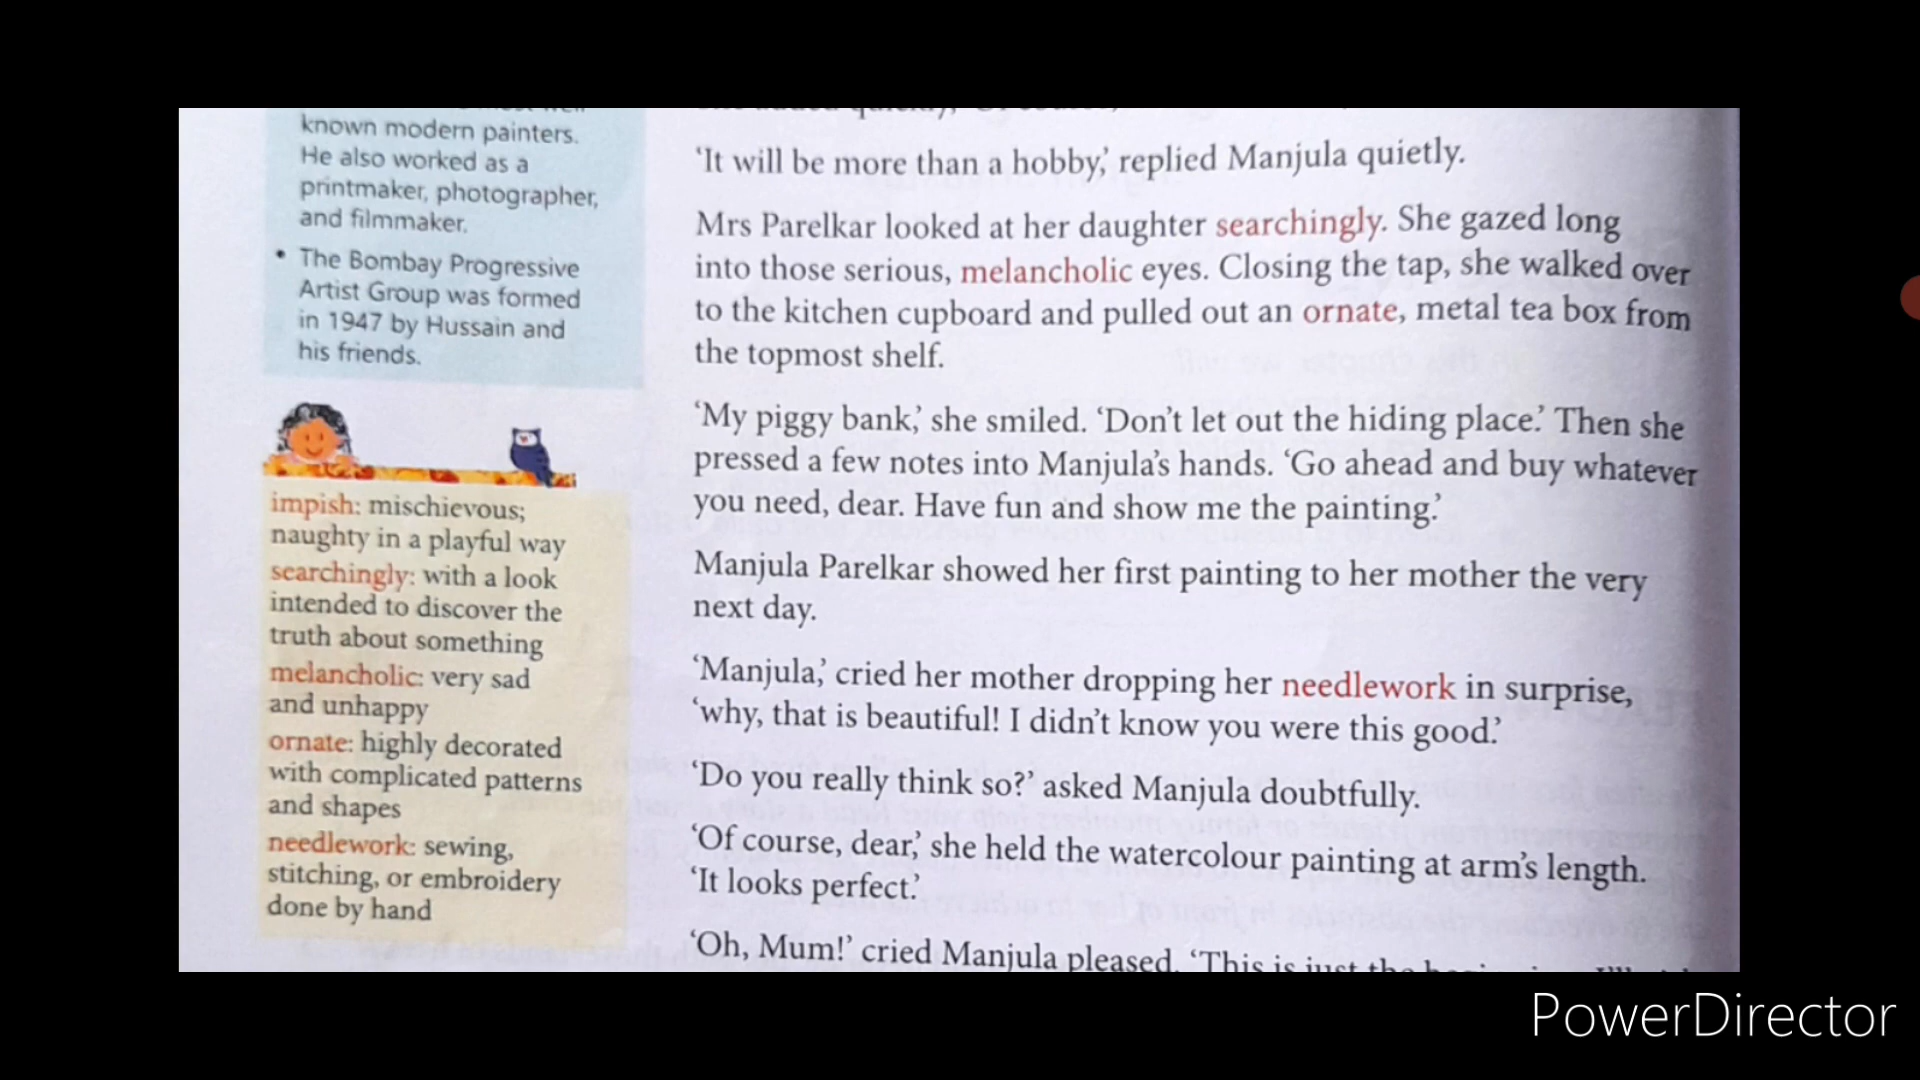 known modern painters.
He also worked as a
printmaker, photographer,
and filmmaker.
• The Bombay Progressive
Artist Group was formed
in 1947 by Hussain and
his friends.
impish: mischievous;
naughty in a playful way
searchingly: with a look
intended to discover the
truth about something
melancholic: very sad
and unhappy
ornate: highly decorated
with complicated patterns
and shapes
needlework: sewing,
stitching, or embroidery
done by hand
‘It will be more than a hobby,’ replied Manjula quietly.
Mrs Parelkar looked at her daughter searchingly. She gazed long
into those serious, melancholic eyes. Closing the tap, she walked over
to the kitchen cupboard and pulled out an ornate, metal tea box from
the topmost shelf.
‘My piggy bank,’ she smiled. ‘Don’t let out the hiding place.’ Then she
pressed a few notes into Manjula’s hands. ‘Go ahead and buy whatever
you need, dear. Have fun and show me the painting.’
Manjula Parelkar showed her first painting to her mother the very
next day.
‘Manjula,’ cried her mother dropping her needlework in surprise,
‘why, that is beautiful! I didn’t know you were this good.’
‘Do you really think so?’ asked Manjula doubtfully.
‘Of course, dear,’ she held the watercolour painting at arm’s length.
‘It looks perfect.’
‘Oh, Mum!’ cried Manjula pleased. ‘This is just the
PowerDirector